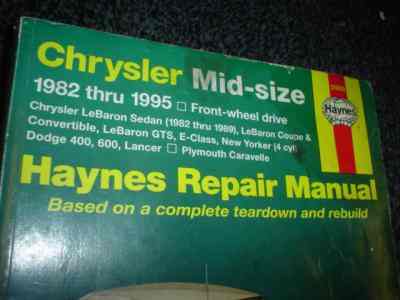 Chrysler Mid-size
1982 thru 1995 □ Front-wheel drive
Chrysler LeBaron Sedan (1982 thru 1989), LeBaron Coupe &
Convertible, LeBaron GTS, E-Class, New Yorker (4 cyl)
Dodge 400, 600, Lancer □ Plymouth Caravelle
Haynes
Haynes Repair Manual
Based on a complete teardown and rebuild